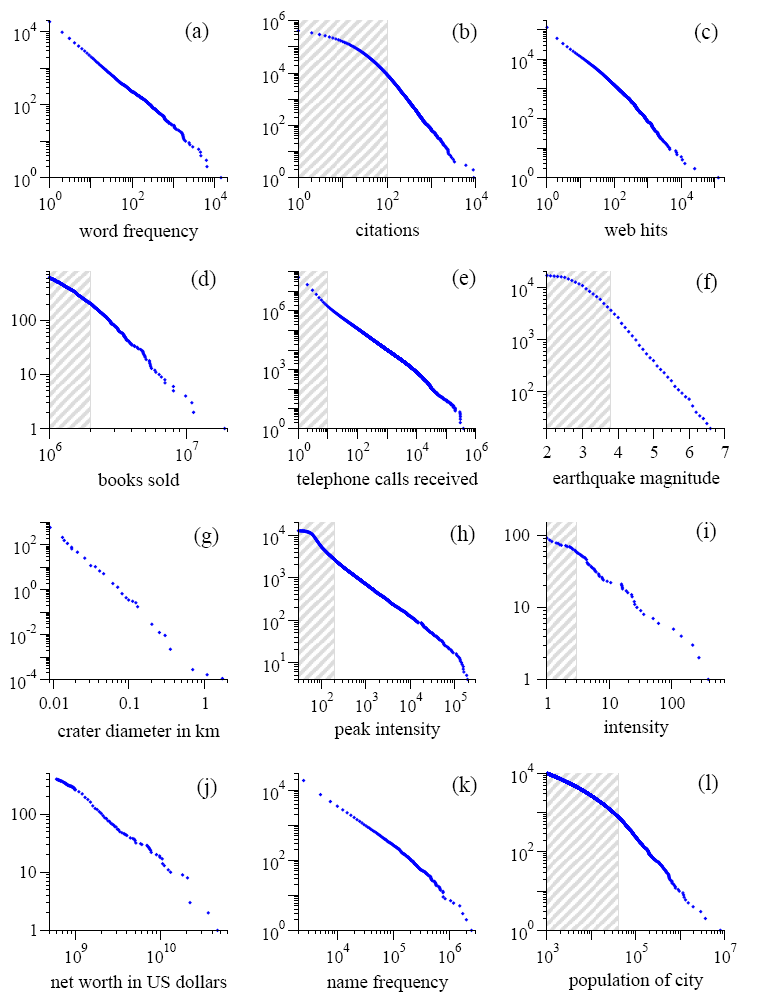 (a) (b) (c)
10^4 10^2 10^0
10^0 10^2 10^4
word frequency
10^6 10^4 10^2 10^0
10^0 10^2 10^4
citations
10^4 10^2 10^0
10^0 10^2 10^4
web hits
(d) (e) (f)
100 10 1
10^6 10^7
books sold
10^6 10^3 10^0
10^0 10^2 10^4 10^6
telephone calls received
10^4 10^3 10^2
2 3 4 5 6 7
earthquake magnitude
(g) (h) (i)
10^2 10^0 10^-2 10^-4
0.01 0.1 1
crater diameter in km
10^4 10^3 10^2 10^1
10^2 10^3 10^4 10^5
peak intensity
100 10 1
1 10 100
intensity
(j) (k) (l)
100 10 1
10^9 10^10
net worth in US dollars
10^4 10^2 10^0
10^4 10^5 10^6
name frequency
10^4 10^2 10^0
10^3 10^5 10^7
population of city